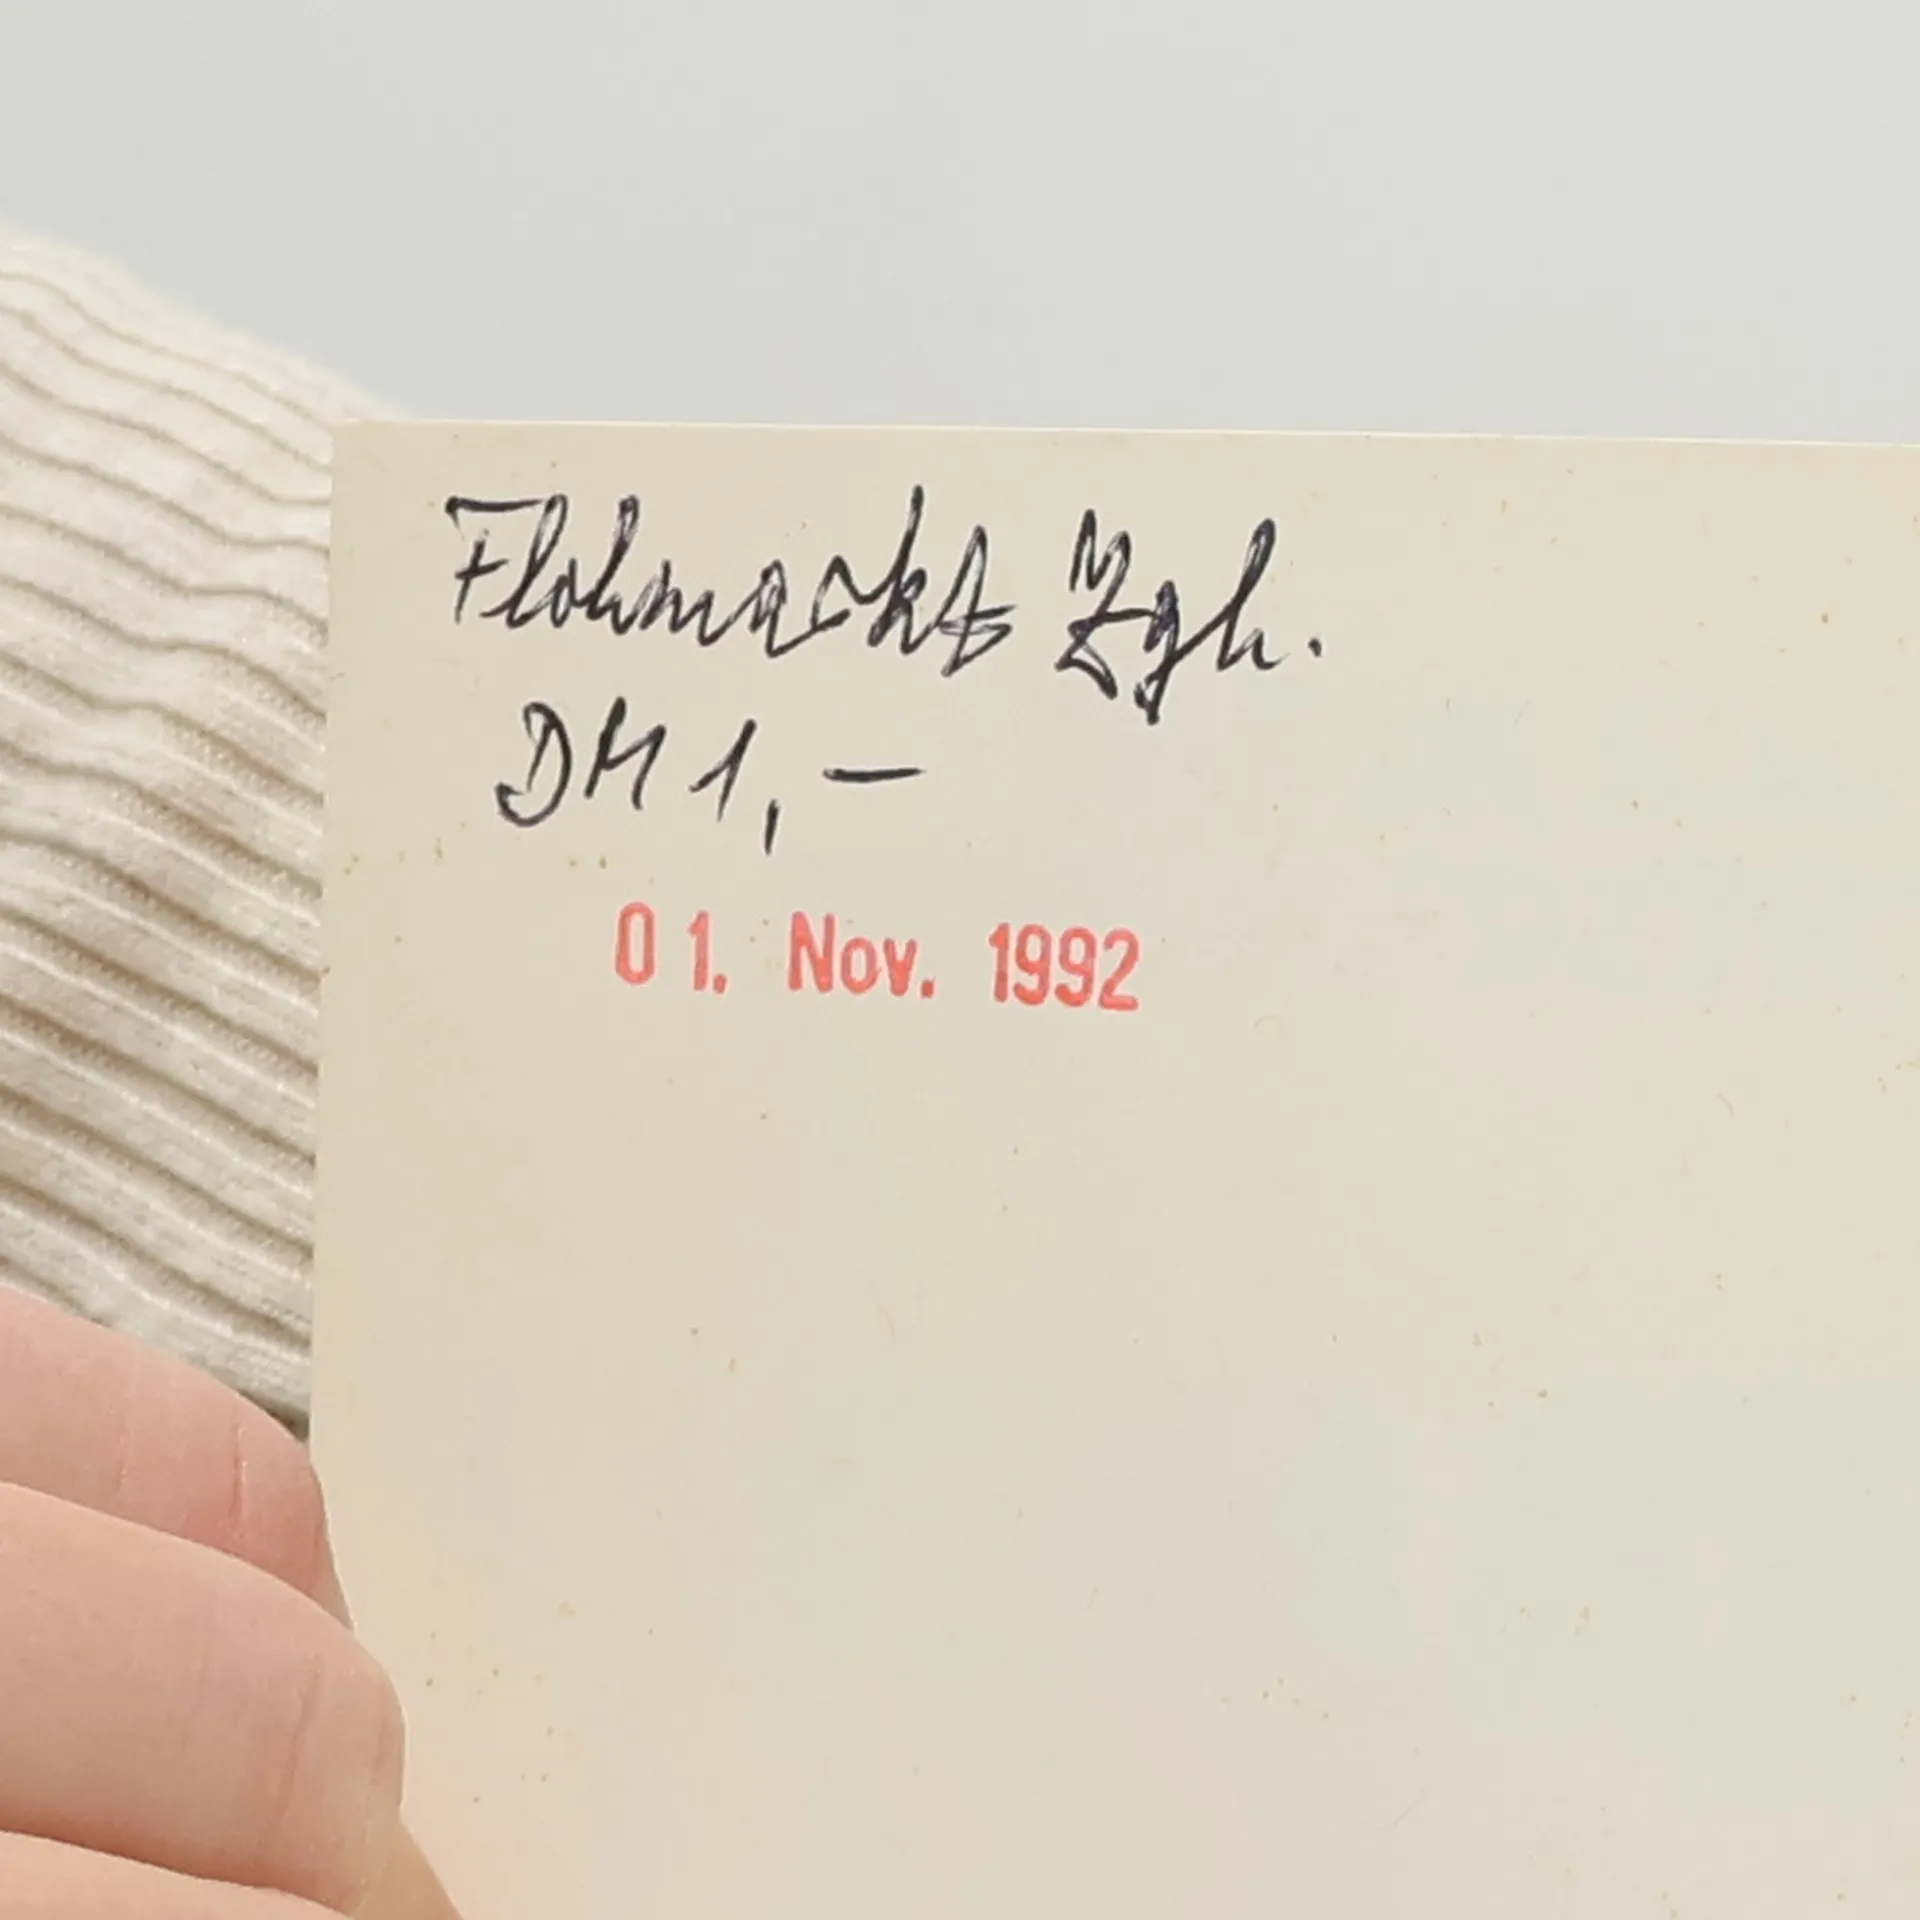 Flohmarkt Zgh.
DM 1,–
01. Nov. 1992